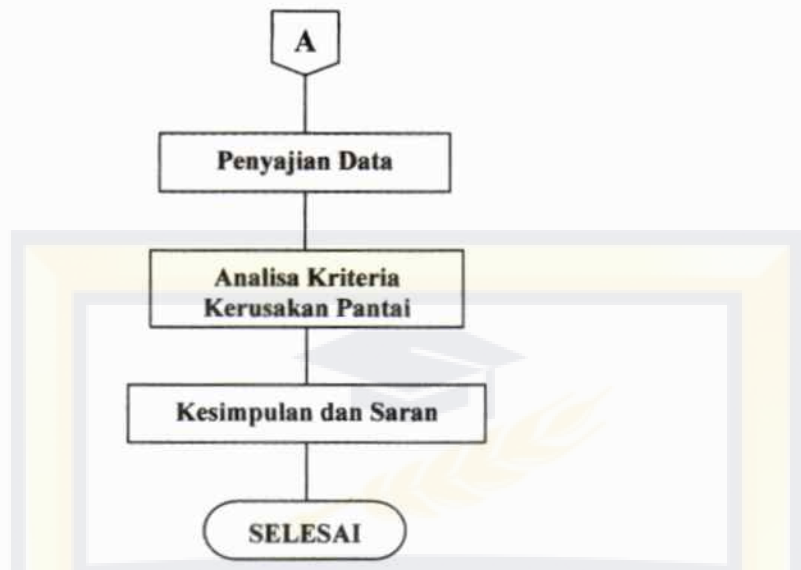 A
Penyajian Data
Analisa Kriteria
Kerusakan Pantai
Kesimpulan dan Saran
SELESAI